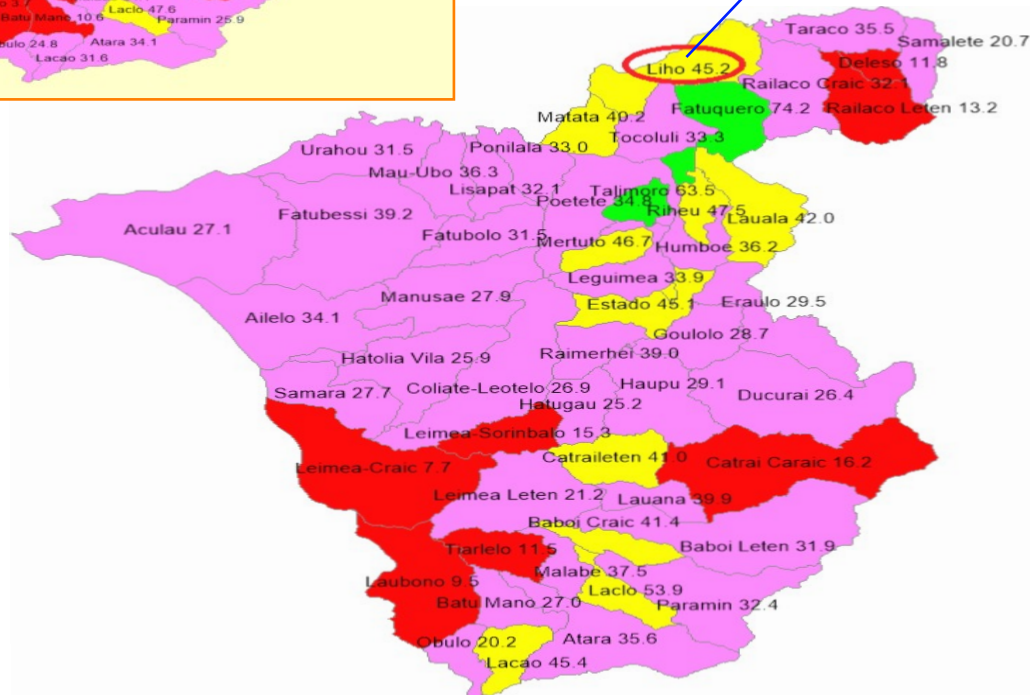 3.7
Batu Mano 10.6
Laclo 47.6
Paramin 25.9
bulo 24.8
Atara 34.1
Lacao 31.6
Taraco 35.5
Samalete 20.7
Liho 45.2
Deleso 11.8
Railaco Craic 32.1
Fatuquero 74.2
Railaco Leten 13.2
Matata 40.2
Tocoluli 33.3
Urahou 31.5
Ponilala 33.0
Mau-Ubo 36.3
Lisapat 32.1
Talimoro 63.5
Poetete 34.8
Riheu 47.5
Lauala 42.0
Fatubessi 39.2
Aculau 27.1
Fatubolo 31.5
Mertuto 46.7
Humboe 36.2
Leguimea 33.9
Manusae 27.9
Estado 45.1
Eraulo 29.5
Ailelo 34.1
Goulolo 28.7
Hatolia Vila 25.9
Raimerhei 39.0
Samara 27.7
Coliate-Leotelo 26.9
Haupu 29.1
Ducurai 26.4
Hatugau 25.2
Leimea-Sorinbalo 15.3
Catraileten 41.0
Catrai Caraic 16.2
Leimea-Craic 7.7
Leimea Leten 21.2
Lauana 39.9
Baboi Craic 41.4
Baboi Leten 31.9
Tiarlelo 11.5
Malabe 37.5
Laubono 9.5
Laclo 53.9
Batu Mano 27.0
Paramin 32.4
Obulo 20.2
Atara 35.6
Lacao 45.4